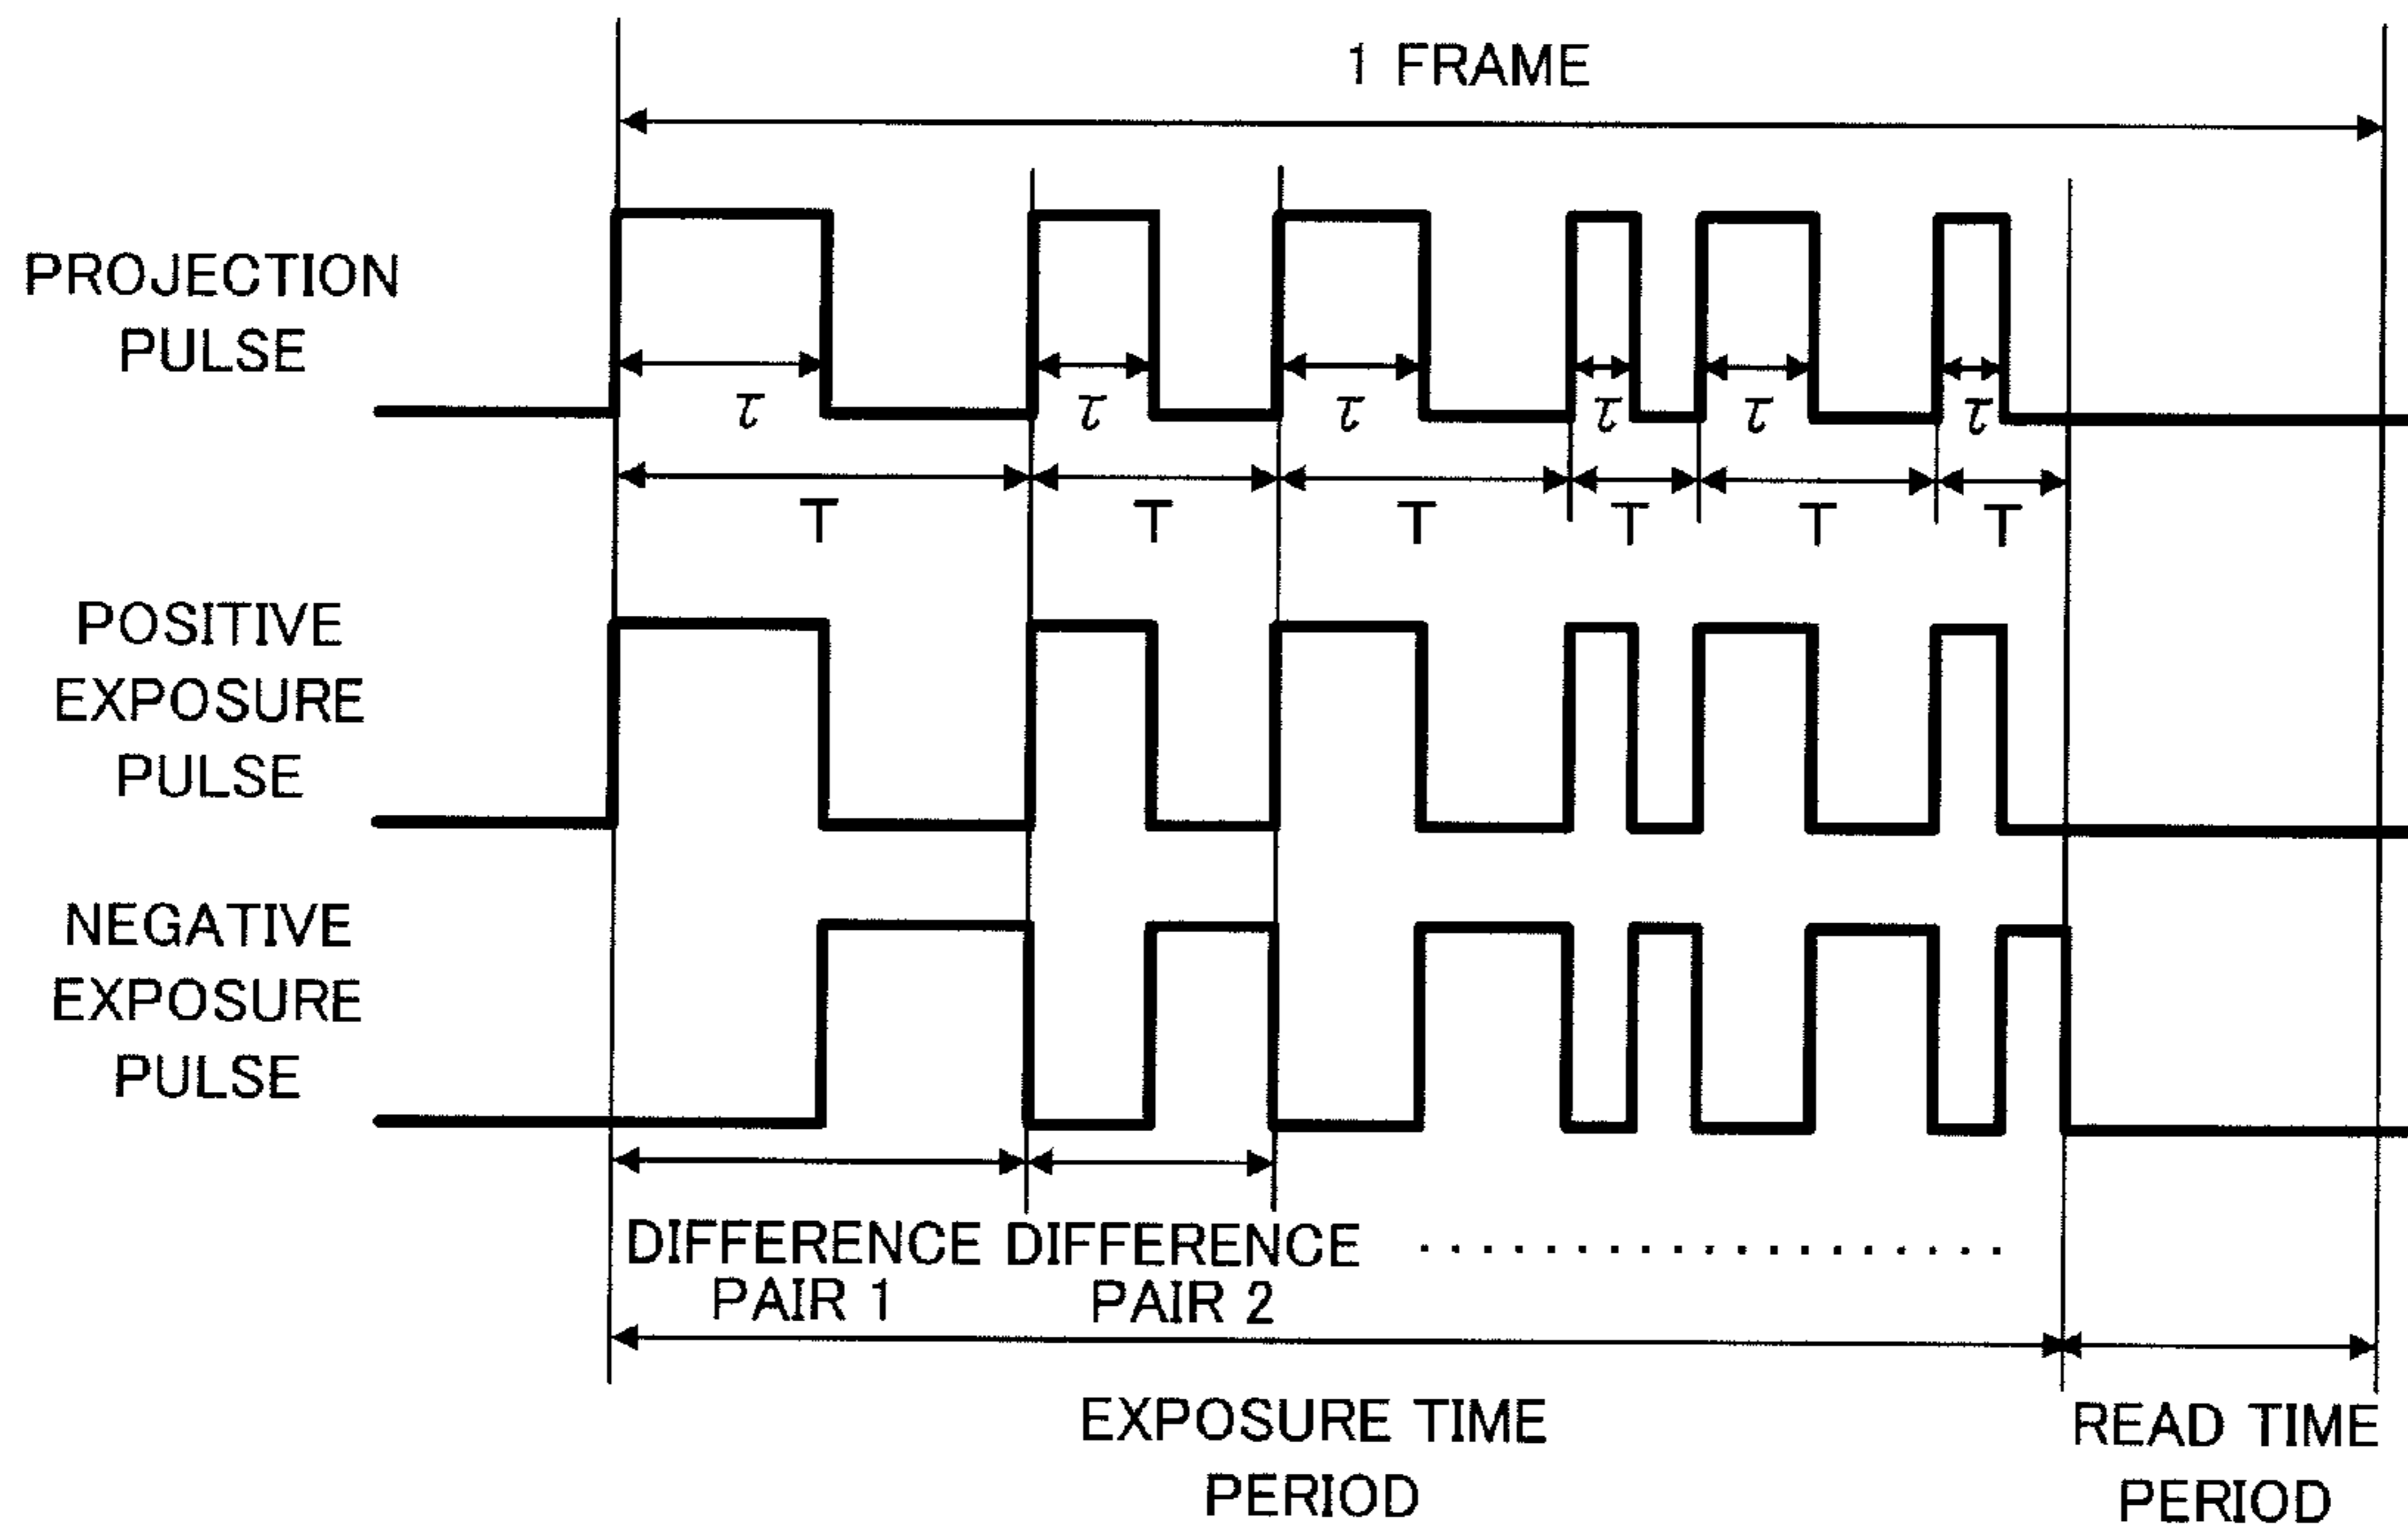 1 FRAME
PROJECTION
PULSE
τ τ τ τ τ τ
T T T T T T
POSITIVE
EXPOSURE
PULSE
NEGATIVE
EXPOSURE
PULSE
DIFFERENCE DIFFERENCE ..................
PAIR 1 PAIR 2
EXPOSURE TIME
PERIOD
READ TIME
PERIOD